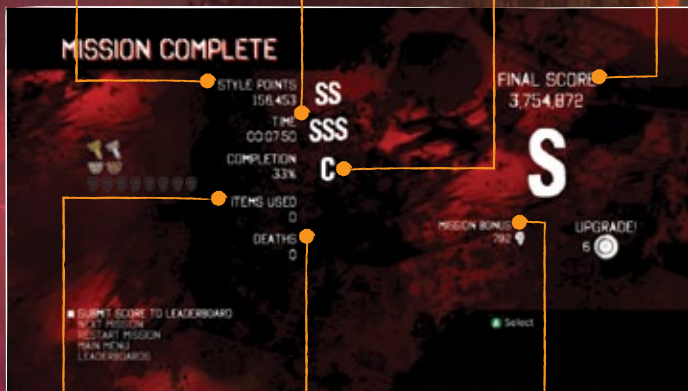 MISSION COMPLETE
STYLE POINTS
156,453
SS
TIME
00:07:50
SSS
COMPLETION
33%
C
ITEMS USED
0
DEATHS
0
FINAL SCORE
3,754,872
S
MISSION BONUS
792
UPGRADE!
6
SUBMIT SCORE TO LEADERBOARD
NEXT MISSION
RESTART MISSION
MAIN MENU
LEADERBOARDS
A Select